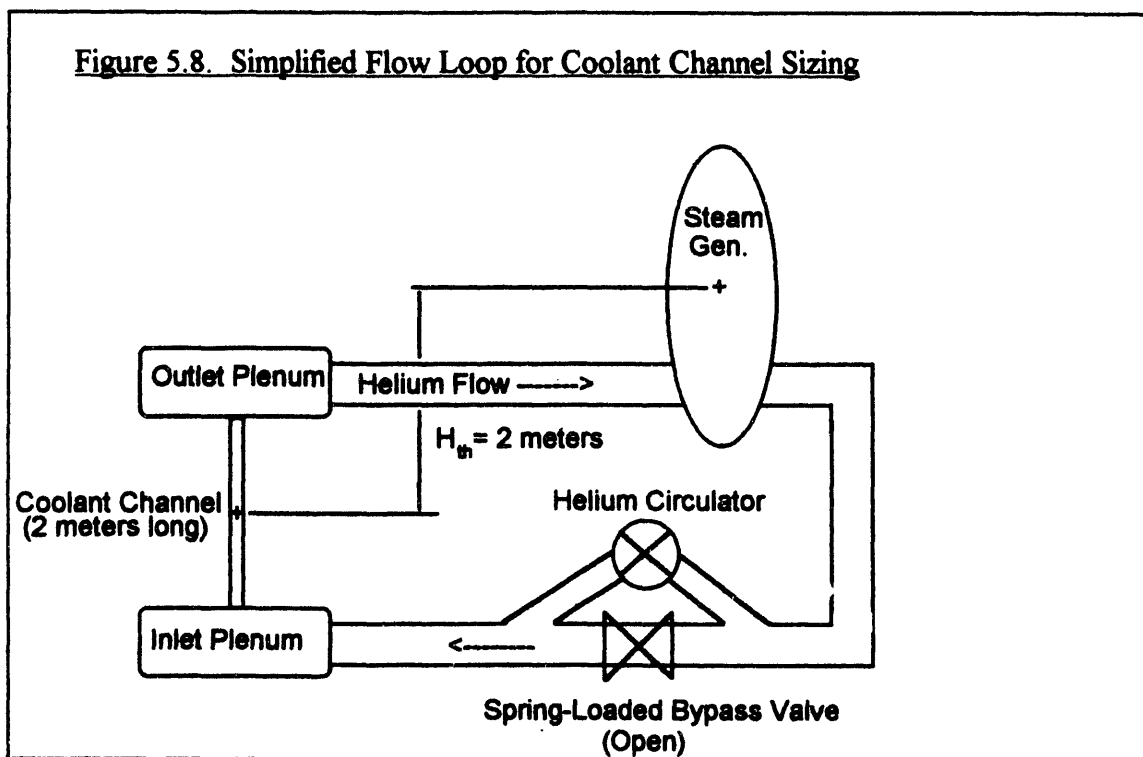 Figure 5.8. Simplified Flow Loop for Coolant Channel Sizing
Steam
Gen.
Outlet Plenum
Helium Flow ------->
H_th = 2 meters
Coolant Channel
(2 meters long)
Helium Circulator
Inlet Plenum
<------
Spring-Loaded Bypass Valve
(Open)